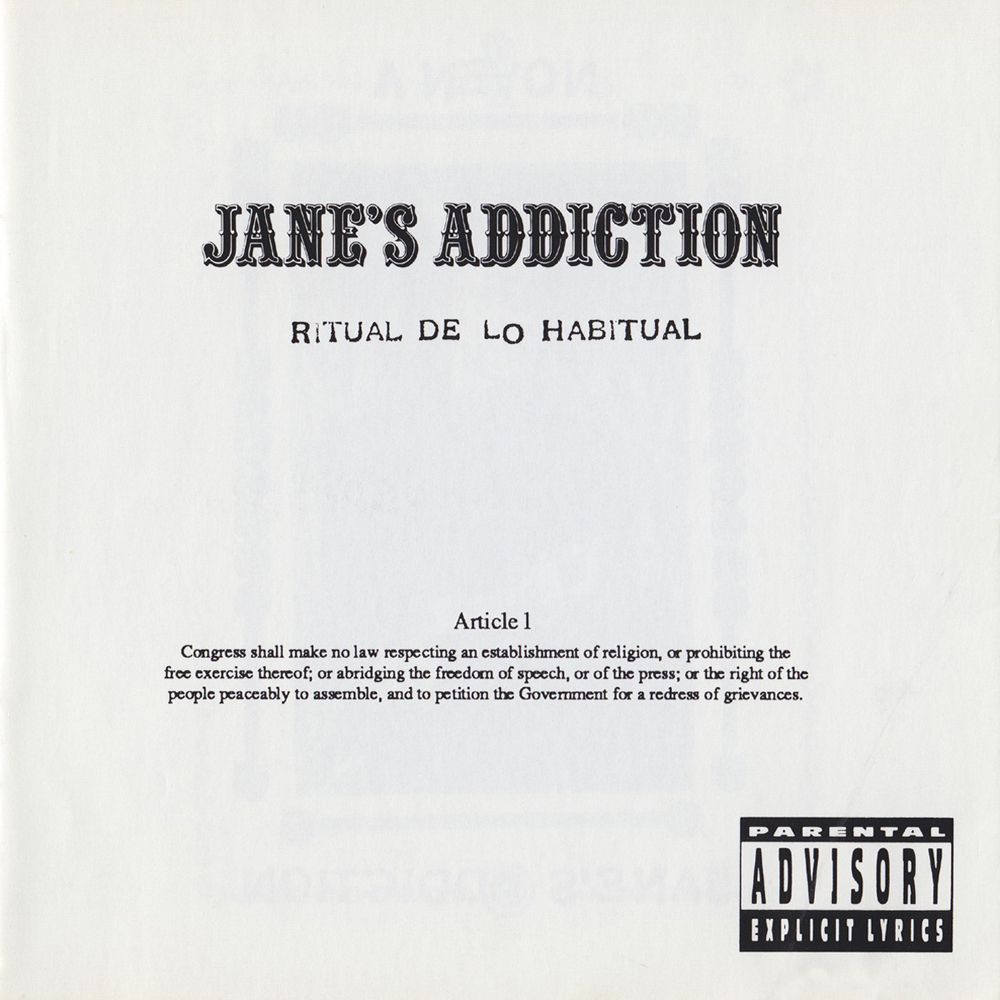 JANE'S ADDICTION
RITUAL DE LO HABITUAL
Article 1
Congress shall make no law respecting an establishment of religion, or prohibiting the
free exercise thereof; or abridging the freedom of speech, or of the press; or the right of the
people peaceably to assemble, and to petition the Government for a redress of grievances.
PARENTAL
ADVISORY
EXPLICIT LYRICS